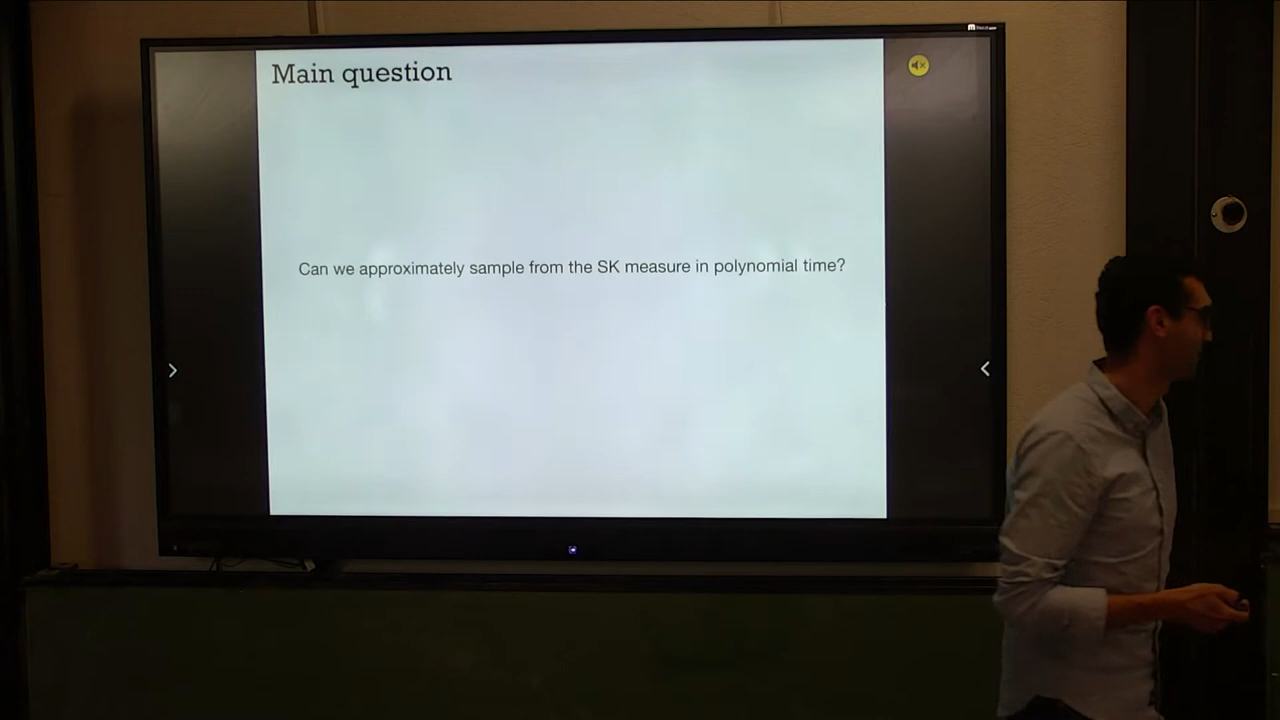 Main question
Can we approximately sample from the SK measure in polynomial time?